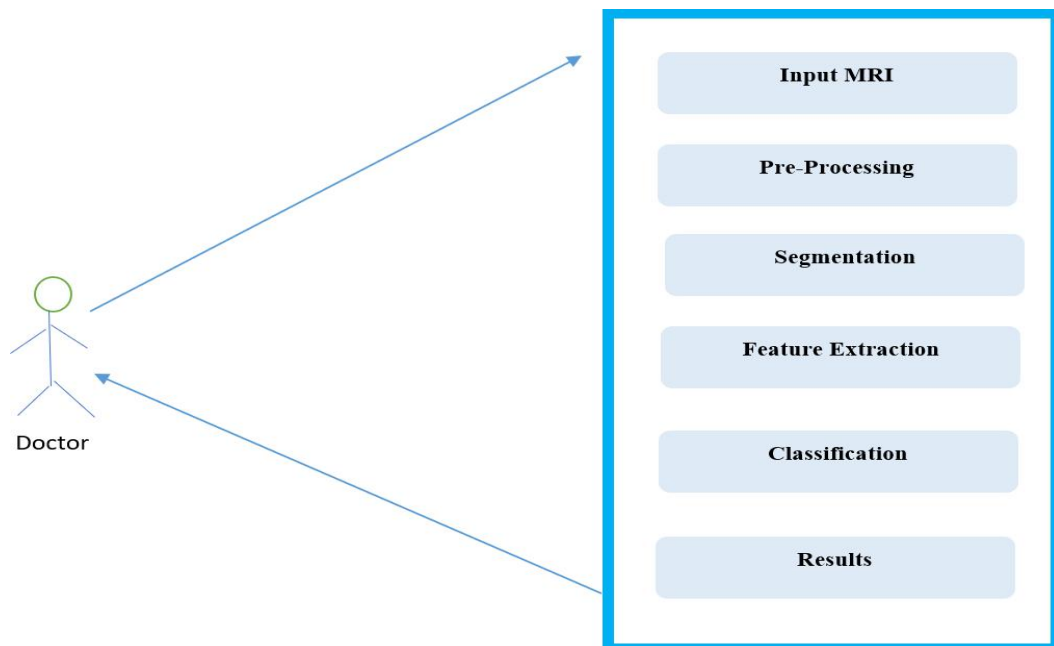 Input MRI
Pre-Processing
Segmentation
Feature Extraction
Classification
Results
Doctor